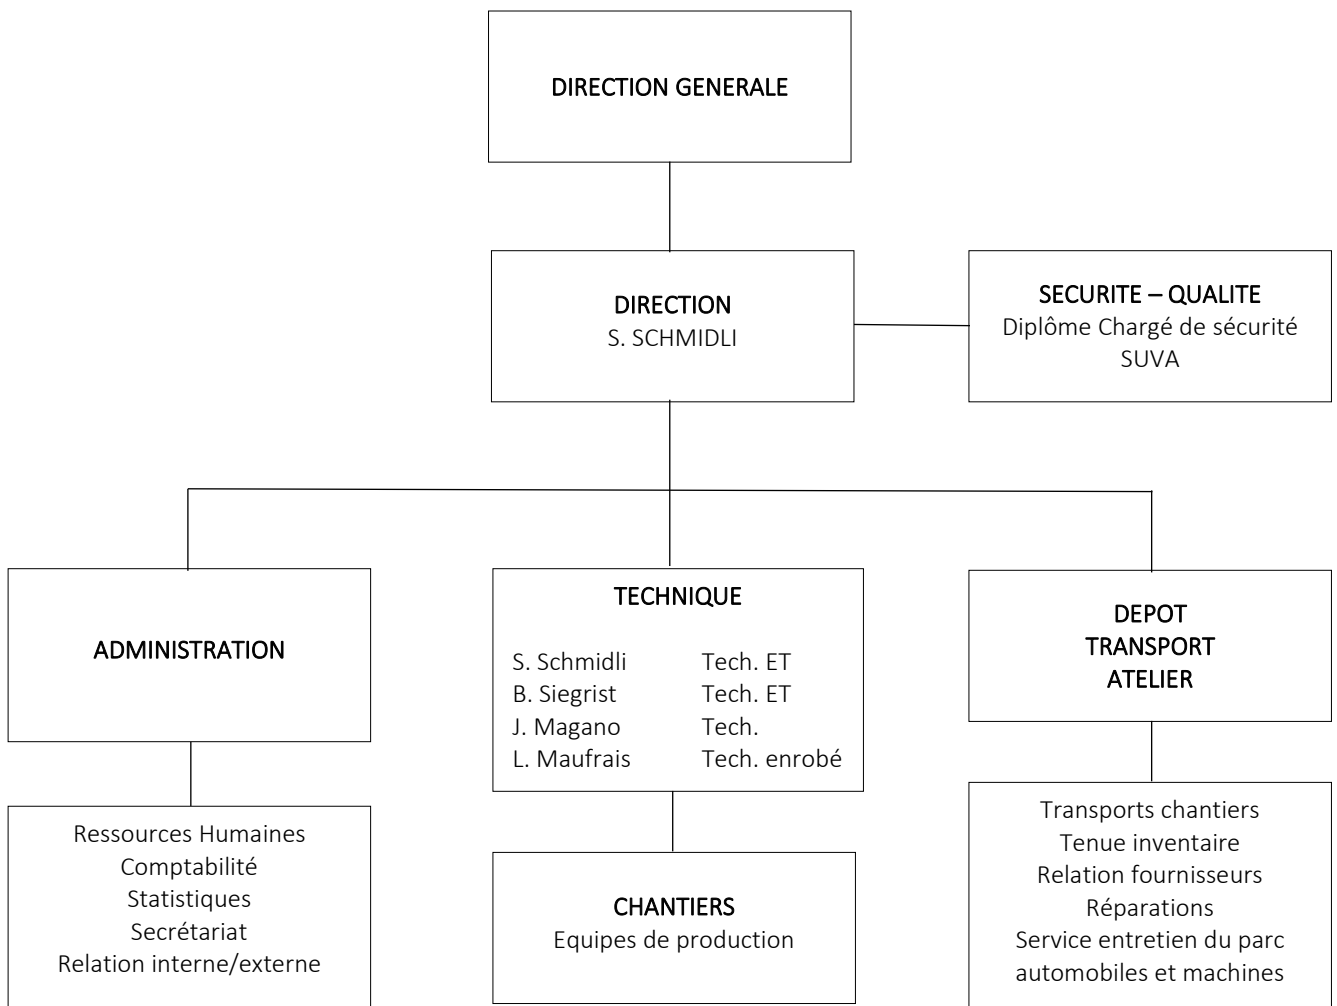 DIRECTION GENERALE
DIRECTION
S. SCHMIDLI
SECURITE – QUALITE
Diplôme Chargé de sécurité
SUVA
ADMINISTRATION
TECHNIQUE
S. Schmidli Tech. ET
B. Siegrist Tech. ET
J. Magano Tech.
L. Maufrais Tech. enrobé
DEPOT
TRANSPORT
ATELIER
Ressources Humaines
Comptabilité
Statistiques
Secrétariat
Relation interne/externe
CHANTIERS
Equipes de production
Transports chantiers
Tenue inventaire
Relation fournisseurs
Réparations
Service entretien du parc
automobiles et machines